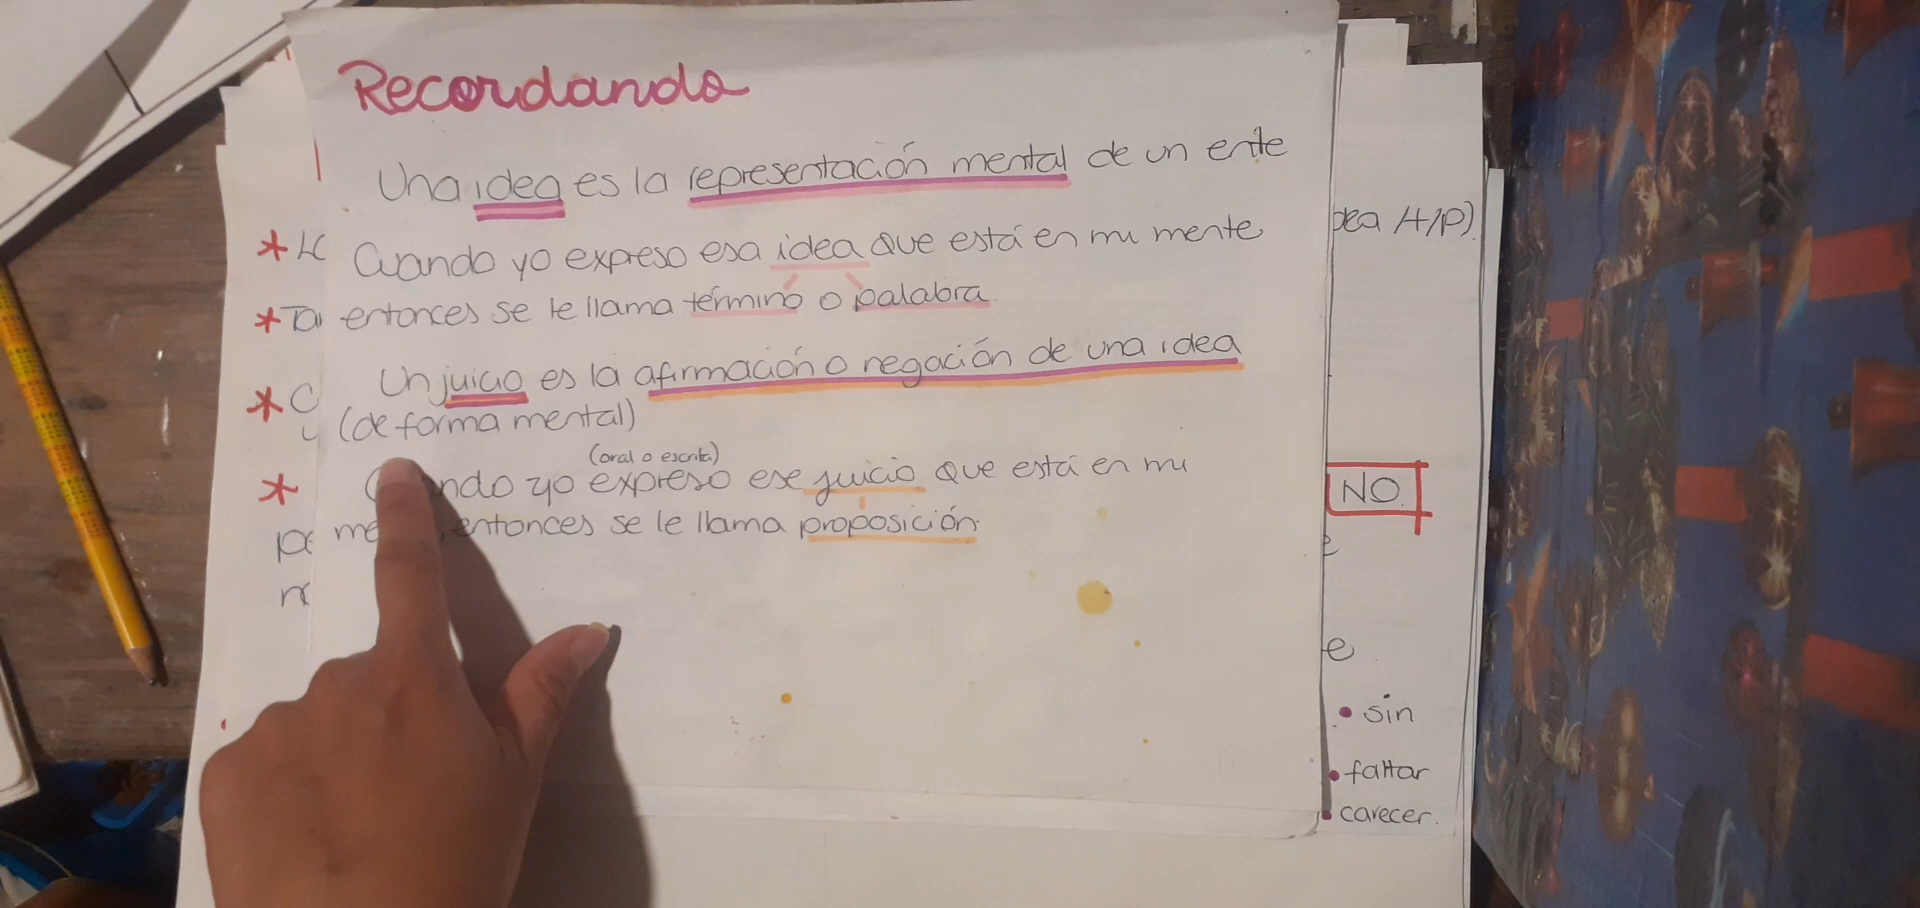 Recordando
Una idea es la representación mental de un ente
Cuando yo expreso esa idea que está en mi mente
entonces se le llama término o palabra.
Un juicio es la afirmación o negación de una idea
(de forma mental)
(oral o escrita)
ndo yo expreso ese juicio que está en mi
me , entonces se le llama proposición.
H/P)
NO
e
• sin
• faltar
• carecer.